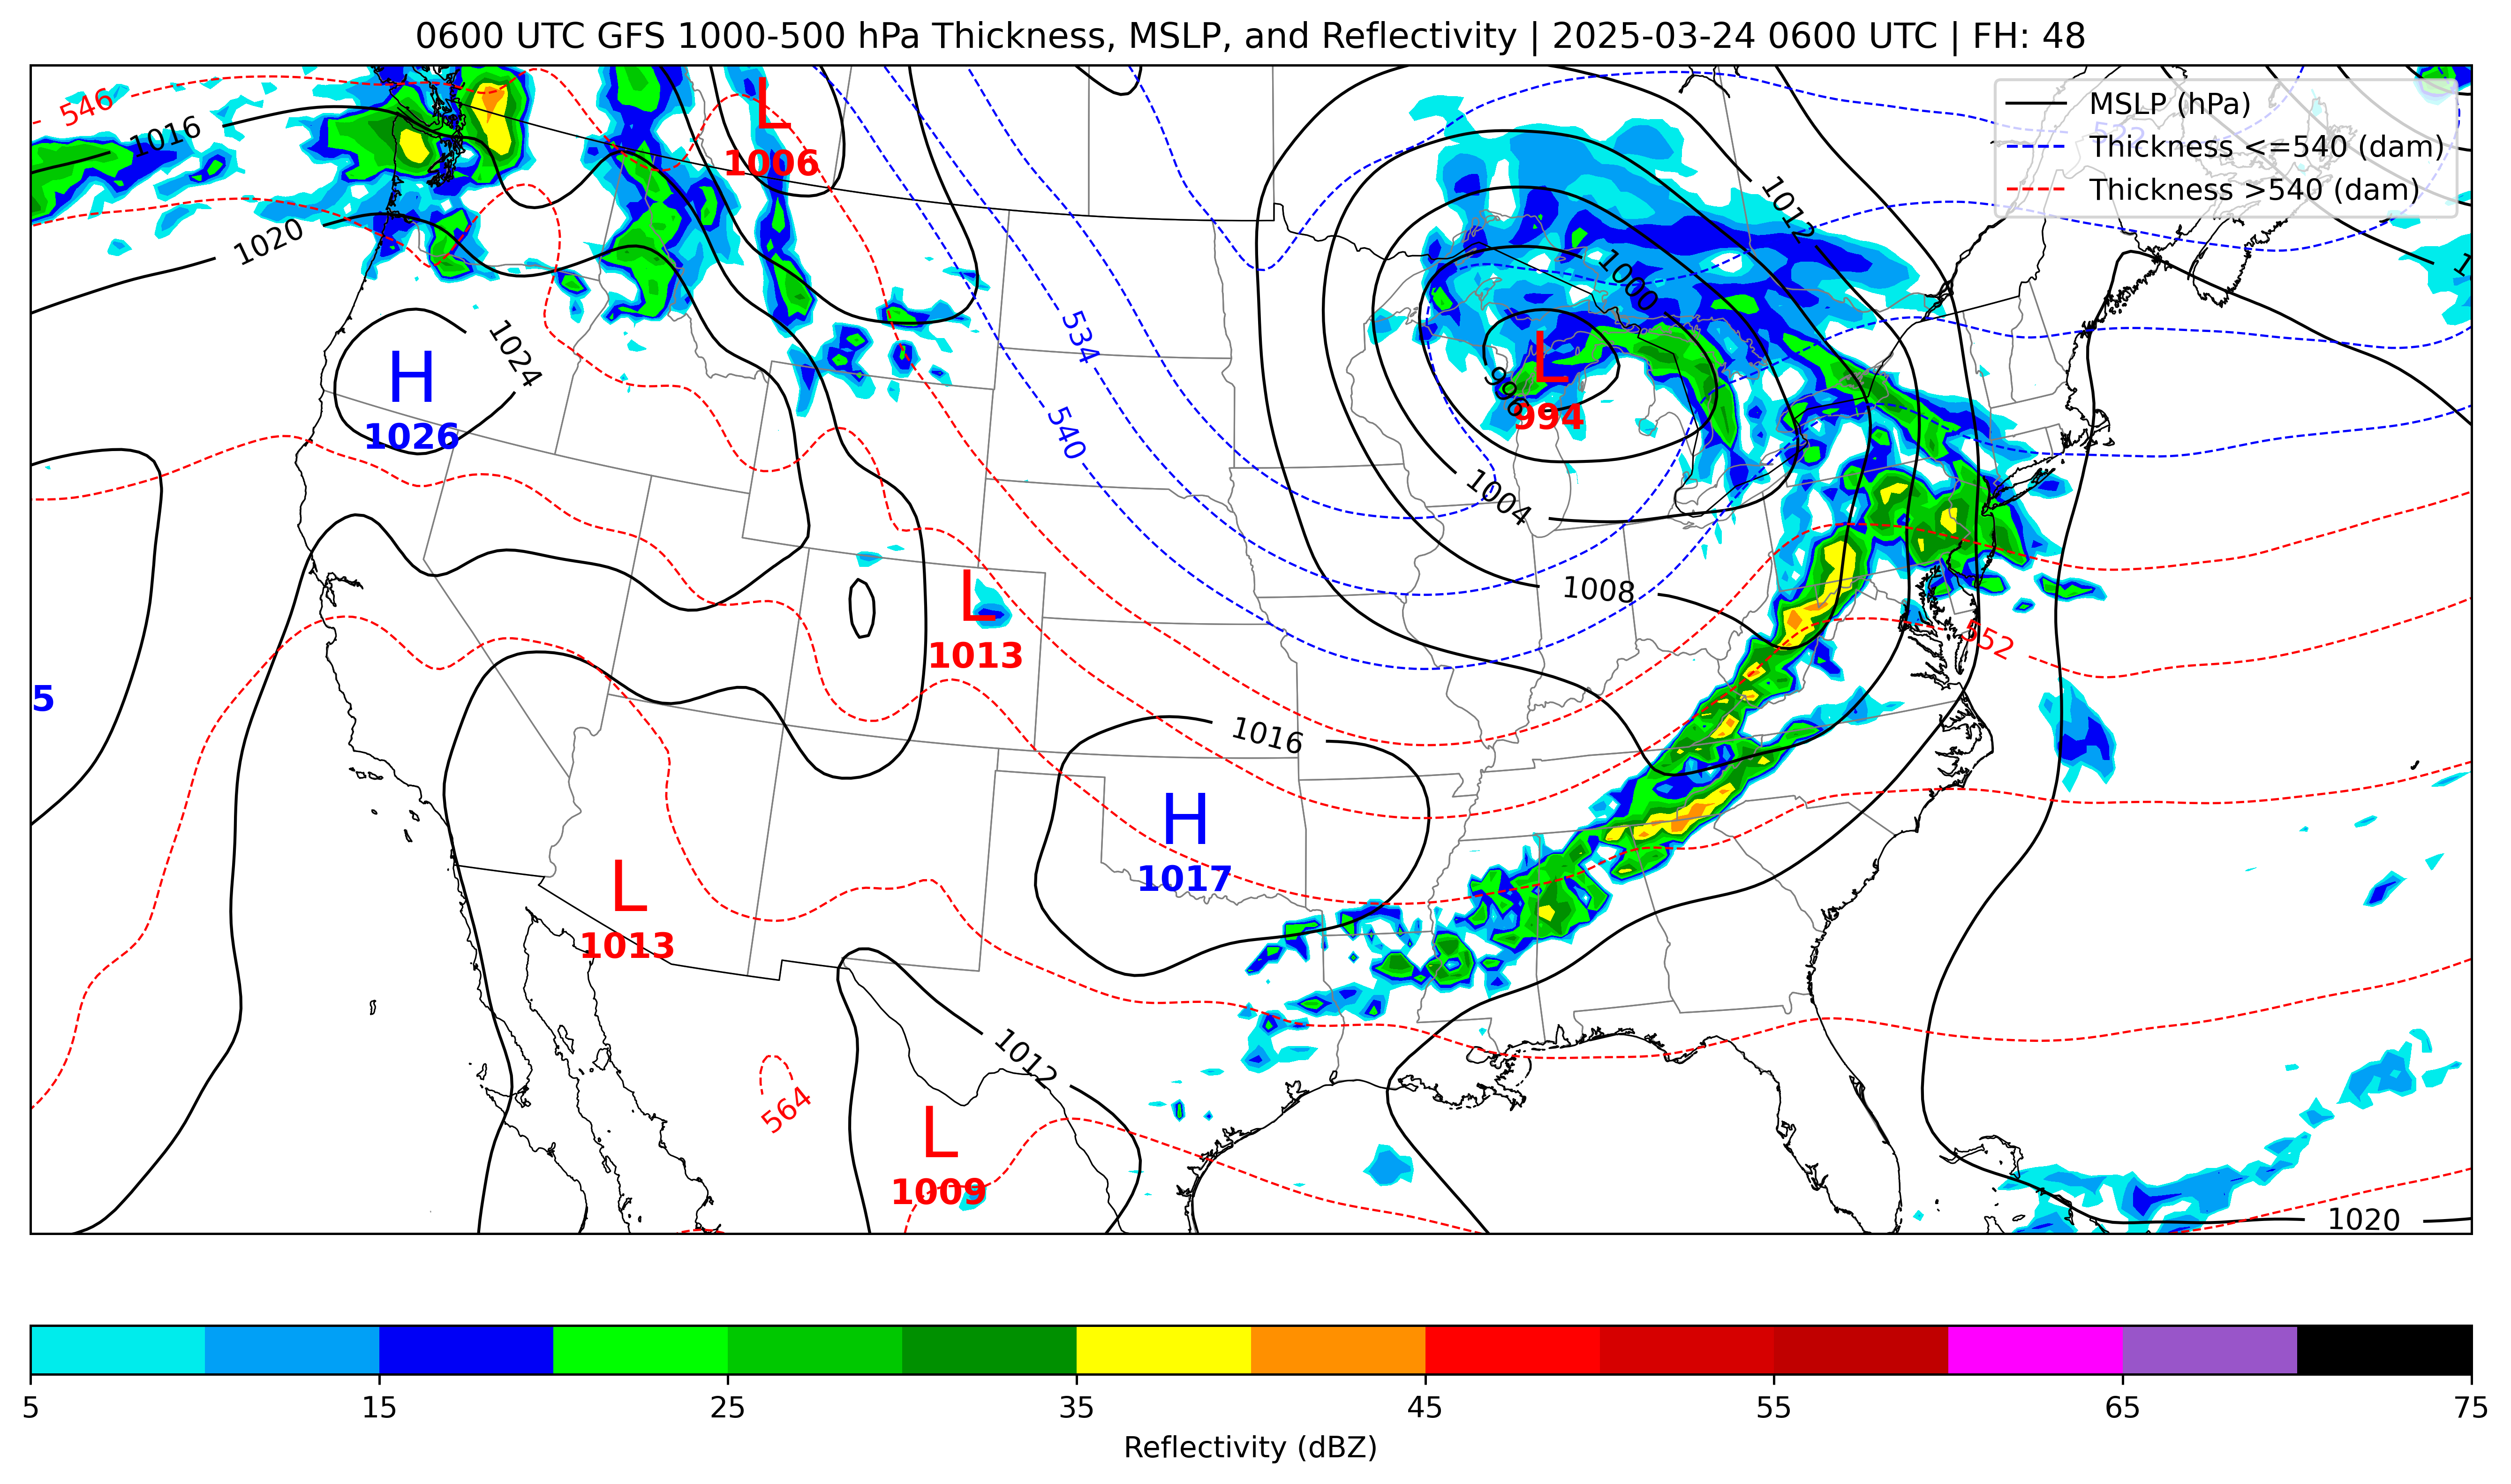 0600 UTC GFS 1000-500 hPa Thickness, MSLP, and Reflectivity | 2025-03-24 0600 UTC | FH: 48
MSLP (hPa)
Thickness <=540 (dam)
Thickness >540 (dam)
522
546
1016
L
1006
1012
1020
1000
1
534
1024
H
1026
L
994
996
540
1004
1008
L
1013
552
5
1016
H
1017
L
1013
1012
564
L
1009
1020
5
15
25
35
45
55
65
75
Reflectivity (dBZ)